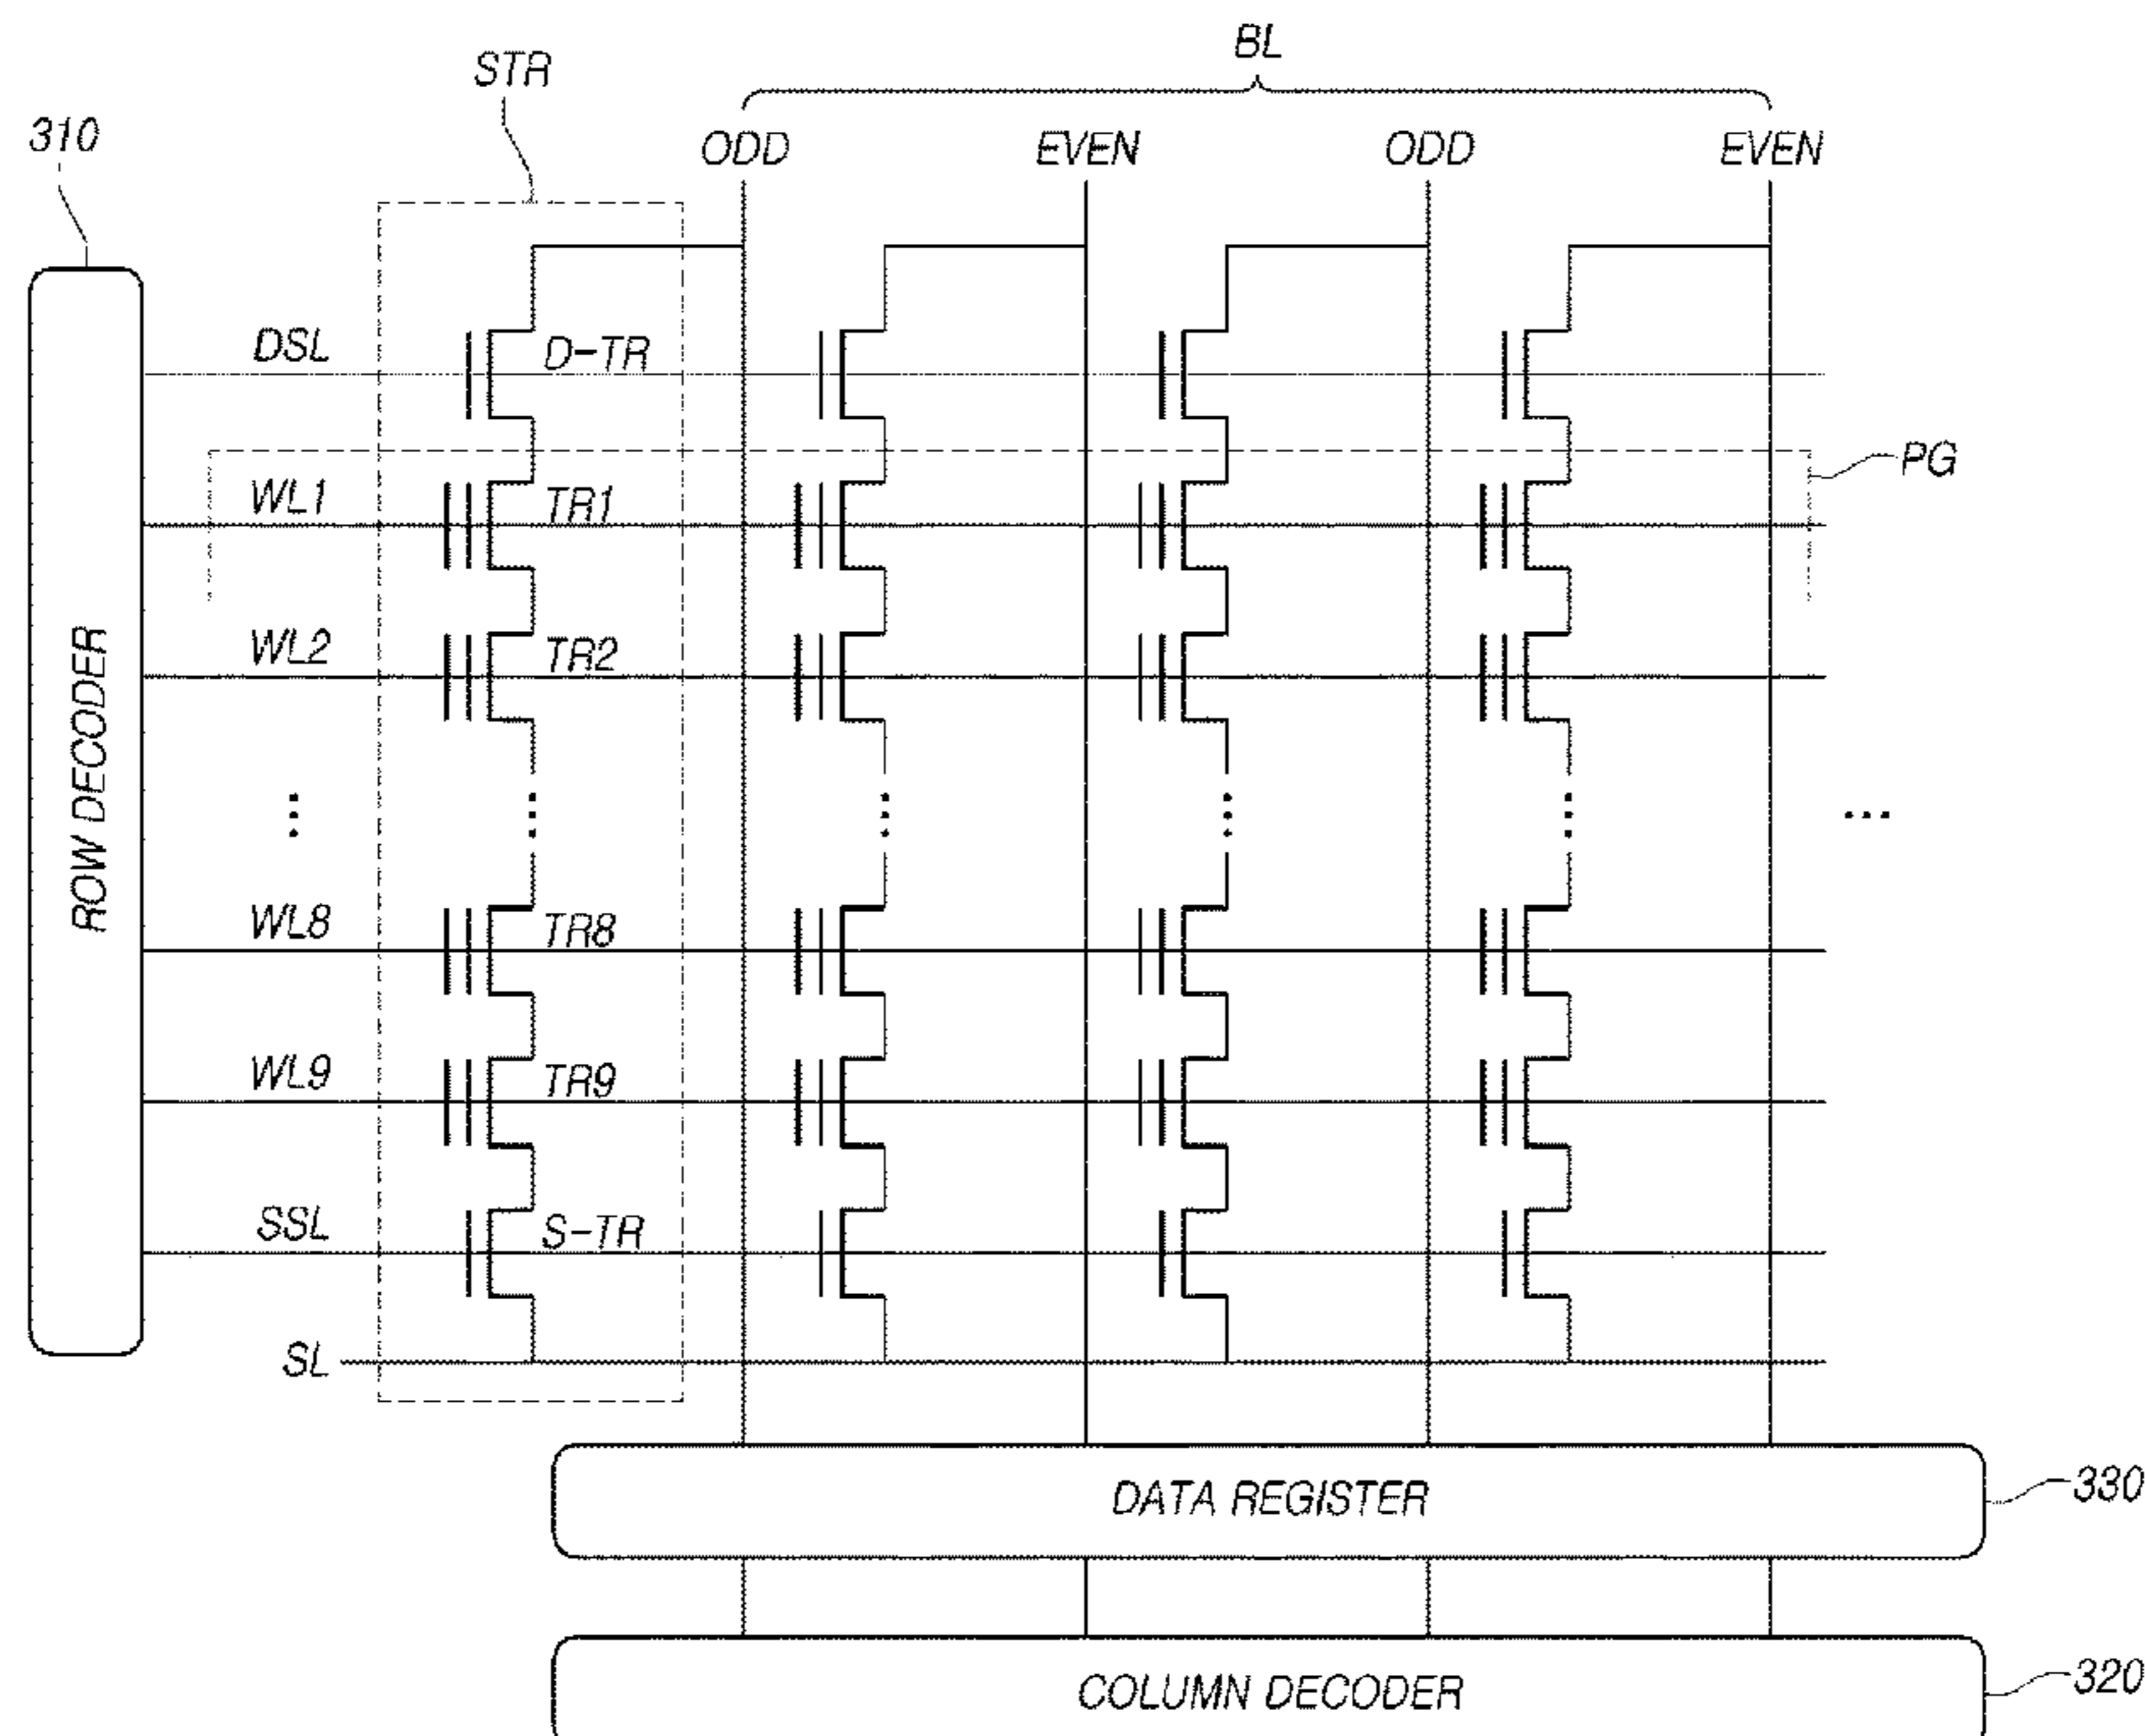 BL
STR
310
ODD
EVEN
ODD
EVEN
DSL
D-TR
PG
WL1
TR1
WL2
TR2
ROW DECODER
WL8
TR8
WL9
TR9
SSL
S-TR
SL
DATA REGISTER
330
COLUMN DECODER
320